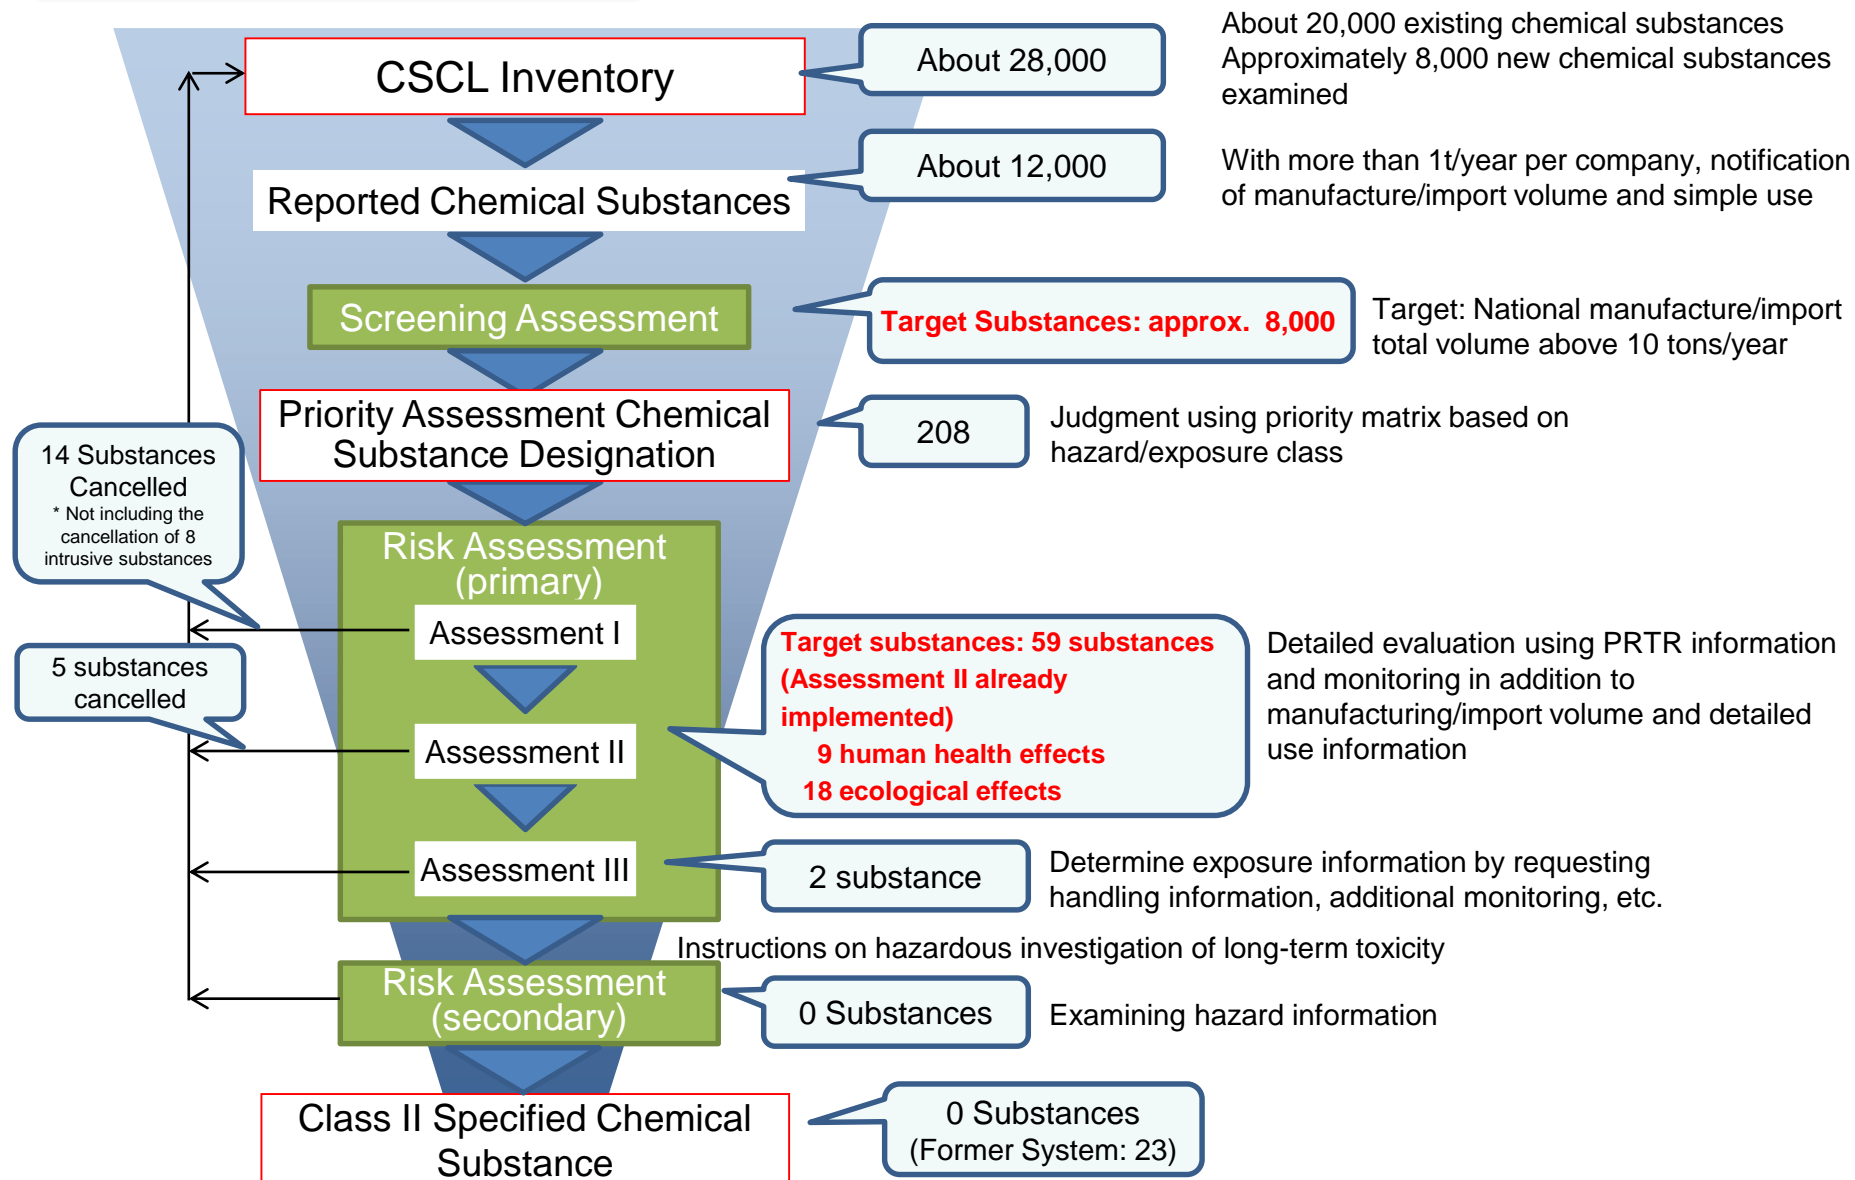 CSCL Inventory
About 28,000
About 20,000 existing chemical substances
Approximately 8,000 new chemical substances
examined
Reported Chemical Substances
About 12,000
With more than 1t/year per company, notification
of manufacture/import volume and simple use
Screening Assessment
Target Substances: approx. 8,000
Target: National manufacture/import
total volume above 10 tons/year
Priority Assessment Chemical
Substance Designation
208
Judgment using priority matrix based on
hazard/exposure class
14 Substances
Cancelled
* Not including the
cancellation of 8
intrusive substances
Risk Assessment
(primary)
Assessment I
5 substances
cancelled
Assessment II
Target substances: 59 substances
(Assessment II already
implemented)
9 human health effects
18 ecological effects
Detailed evaluation using PRTR information
and monitoring in addition to
manufacturing/import volume and detailed
use information
Assessment III
2 substance
Determine exposure information by requesting
handling information, additional monitoring, etc.
Instructions on hazardous investigation of long-term toxicity
Risk Assessment
(secondary)
0 Substances
Examining hazard information
Class II Specified Chemical
Substance
0 Substances
(Former System: 23)